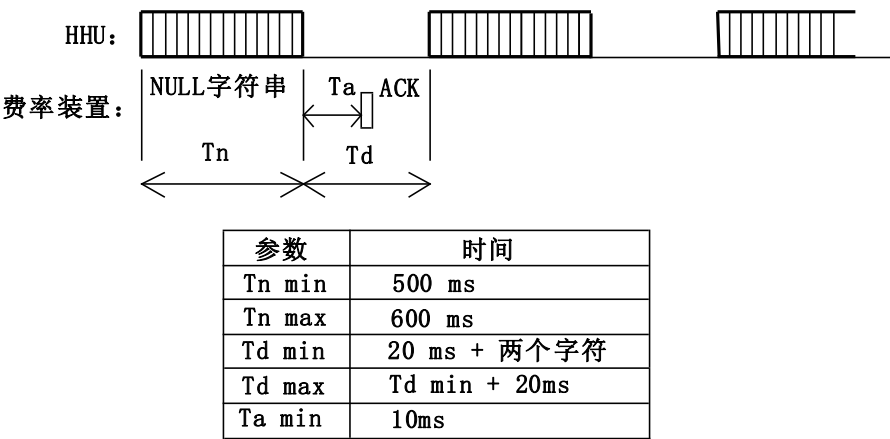 HHU:
费率装置:
NULL字符串
Ta
ACK
Tn
Td
参数 时间
Tn min 500 ms
Tn max 600 ms
Td min 20 ms + 两个字符
Td max Td min + 20ms
Ta min 10ms